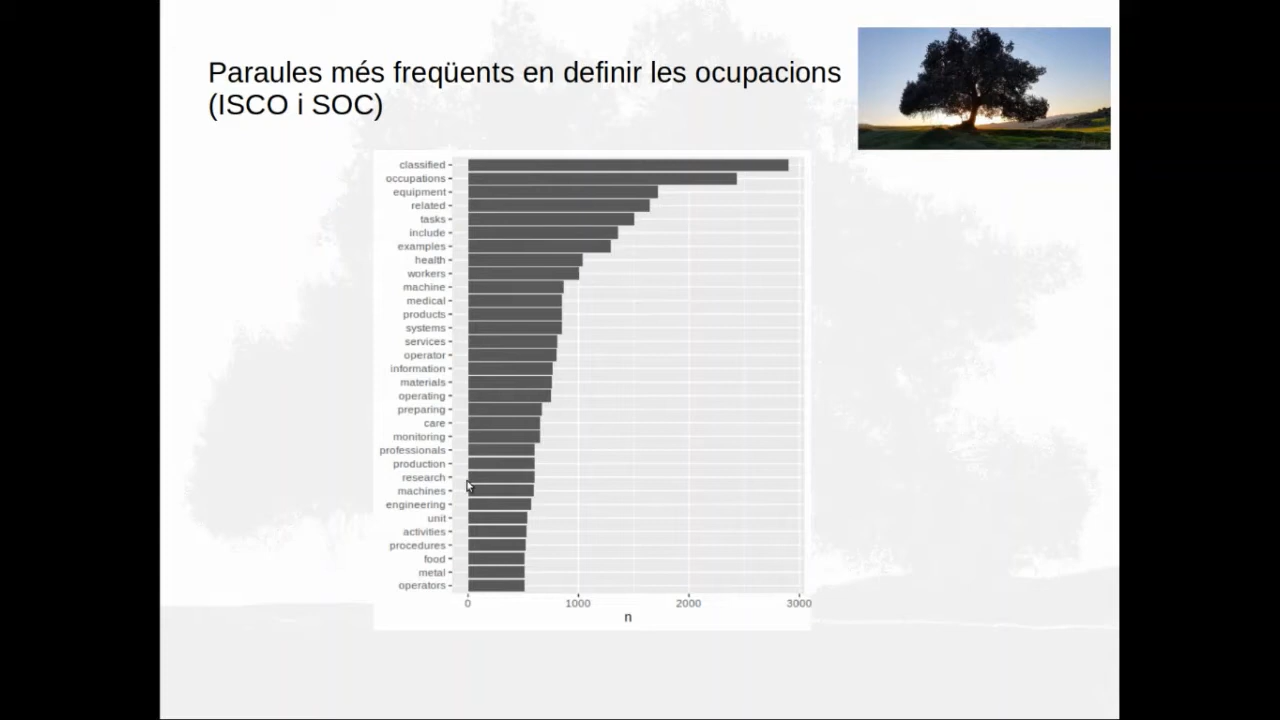 Paraules més freqüents en definir les ocupacions
(ISCO i SOC)
classified
occupations
equipment
related
tasks
include
examples
health
workers
machine
medical
products
systems
services
operator
information
materials
operating
preparing
care
monitoring
professionals
production
research
machines
engineering
unit
activities
procedures
food
metal
operators
0 1000 2000 3000
n